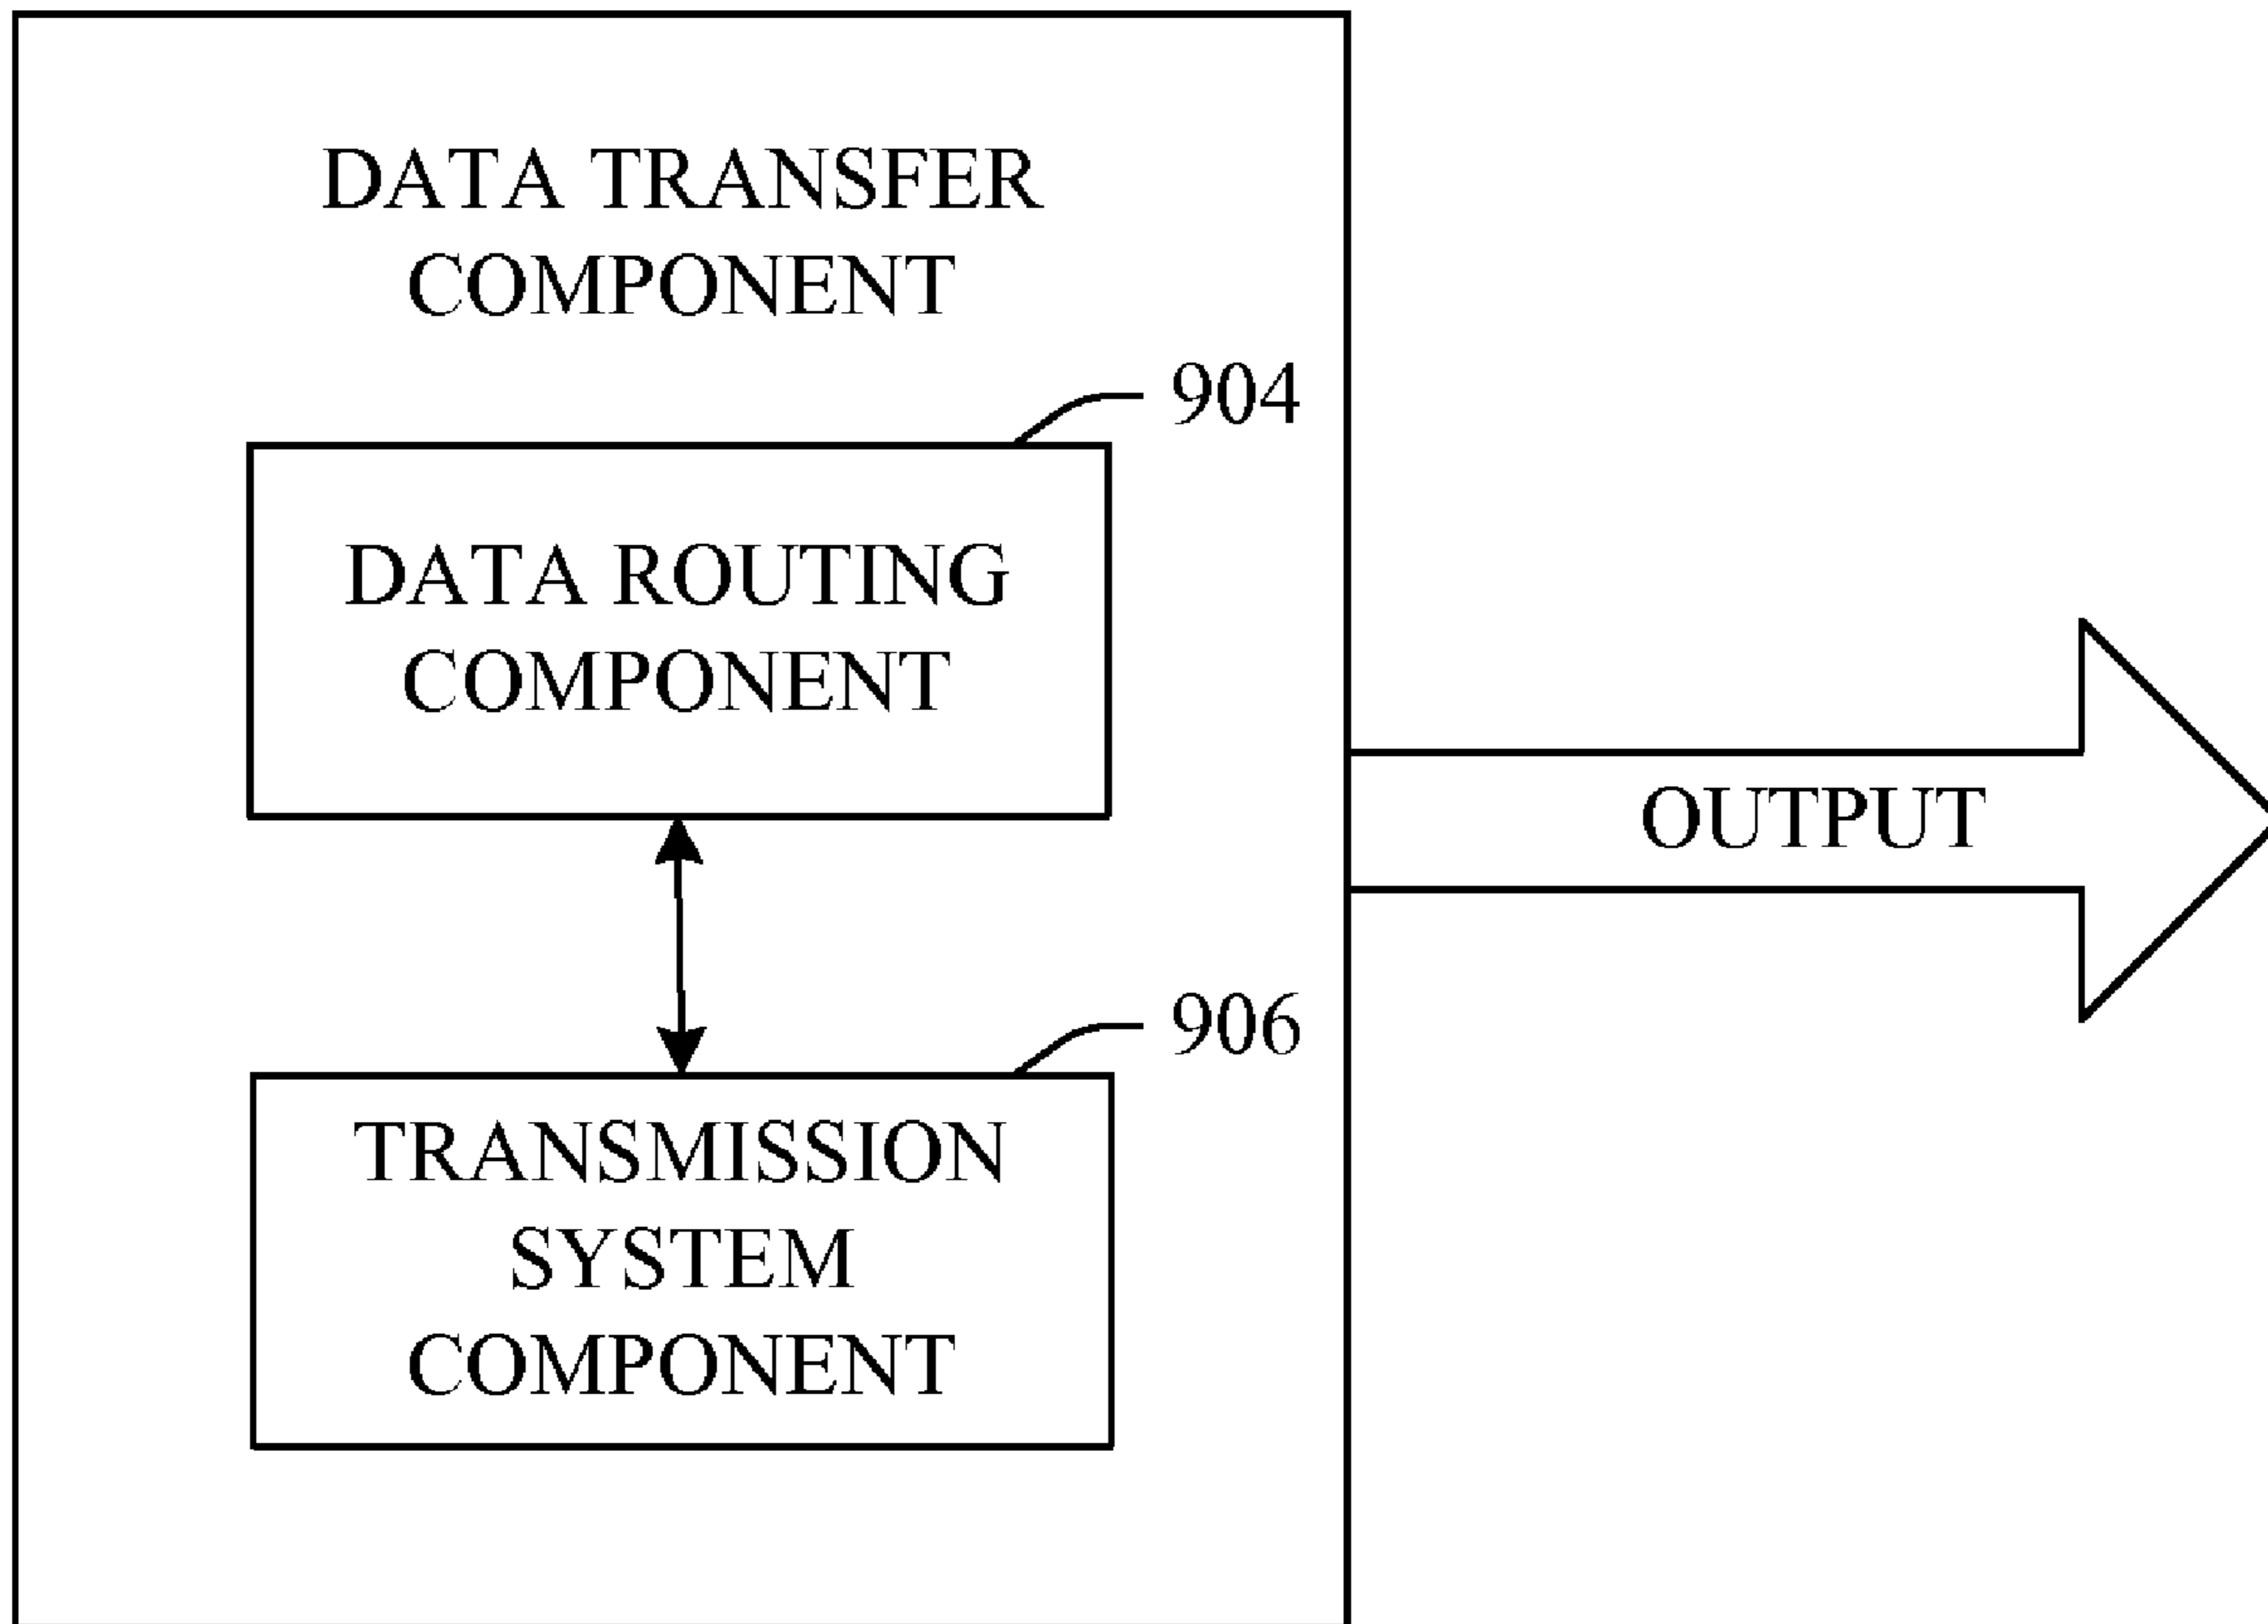 DATA TRANSFER
COMPONENT
904
DATA ROUTING
COMPONENT
OUTPUT
906
TRANSMISSION
SYSTEM
COMPONENT